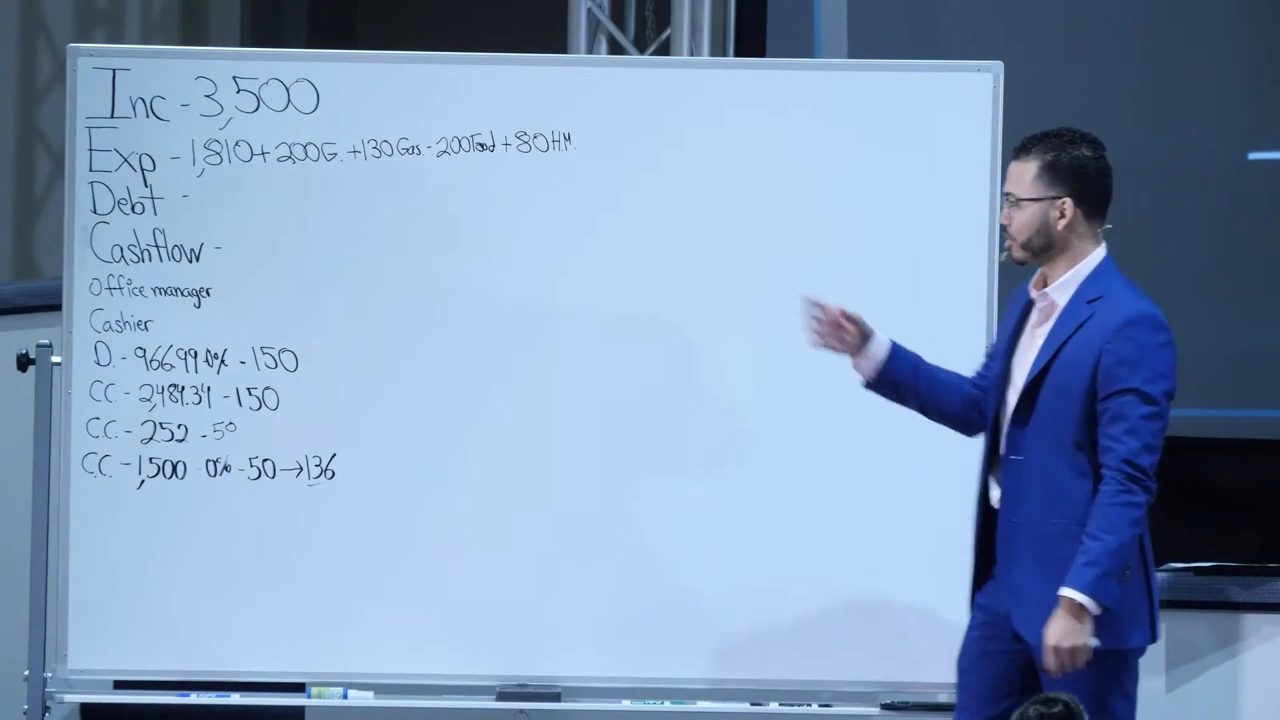 Inc - 3,500
Exp - 1,810 + 200G. + 130 Gas. - 200 Food + 80 H.M.
Debt -
Cashflow -
Office manager
Cashier
D. - 966.99 0% - 150
CC - 2,484.34 - 150
C.C. - 252 - 50
C.C. - 1,500 0% - 50 → 136